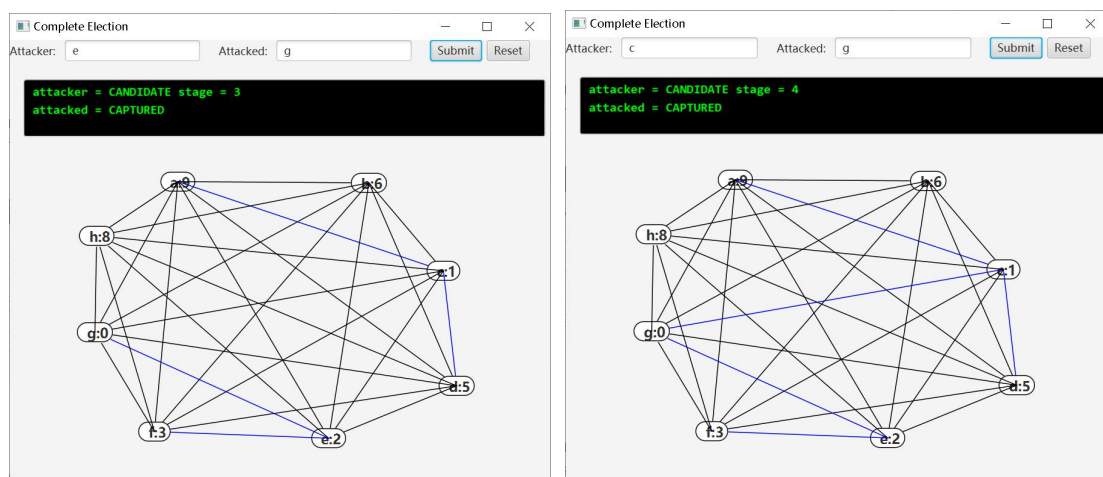 Complete Election
Attacker: e Attacked: g Submit Reset
attacker = CANDIDATE stage = 3
attacked = CAPTURED
a:9
b:6
h:8
c:1
g:0
d:5
f:3
e:2
Complete Election
Attacker: c Attacked: g Submit Reset
attacker = CANDIDATE stage = 4
attacked = CAPTURED
a:9
b:6
h:8
c:1
g:0
d:5
f:3
e:2